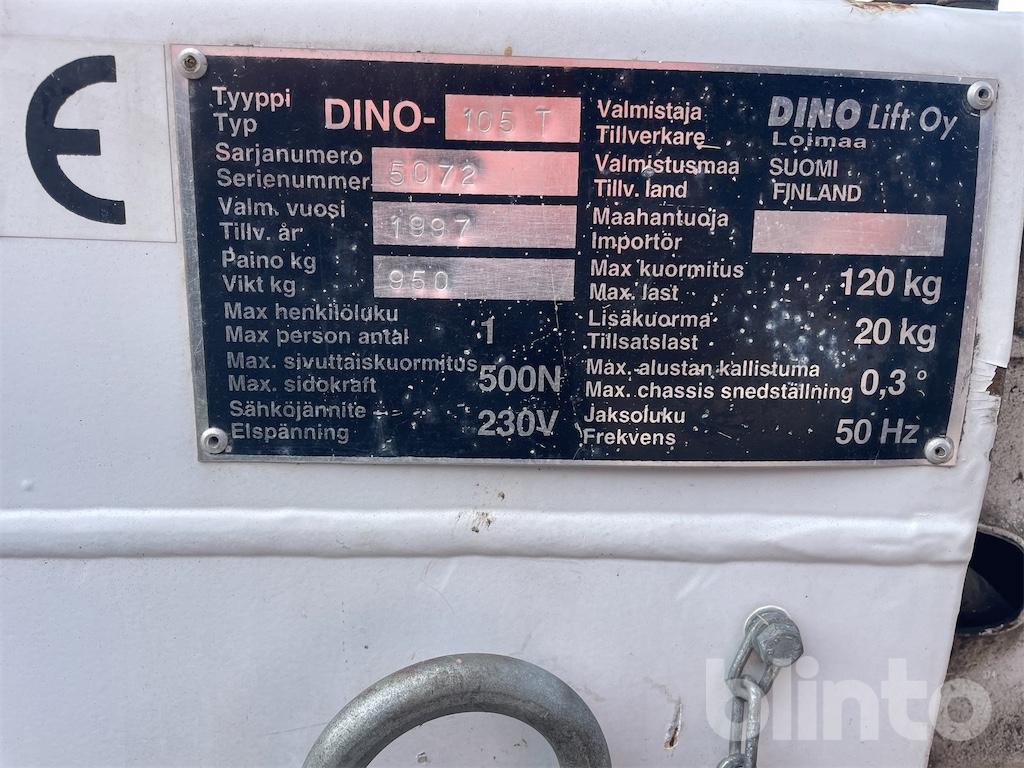 CE
Tyyppi
Typ
DINO- 105 T
Sarjanumero
Serienummer
5072
Valm. vuosi
Tillv. år
1997
Paino kg
Vikt kg
950
Max henkilöluku
Max person antal
1
Max. sivuttaiskuormitus
Max. sidokraft
500N
Sähköjännite
Elspänning
230V
Valmistaja
Tillverkare
DINO Lift Oy
Loimaa
Valmistusmaa
Tillv. land
SUOMI
FINLAND
Maahantuoja
Importör
Max kuormitus
Max. last
120 kg
Lisäkuorma
Tillsatslast
20 kg
Max. alustan kallistuma
Max. chassis snedställning
0,3 °
Jaksoluku
Frekvens
50 Hz
blinto